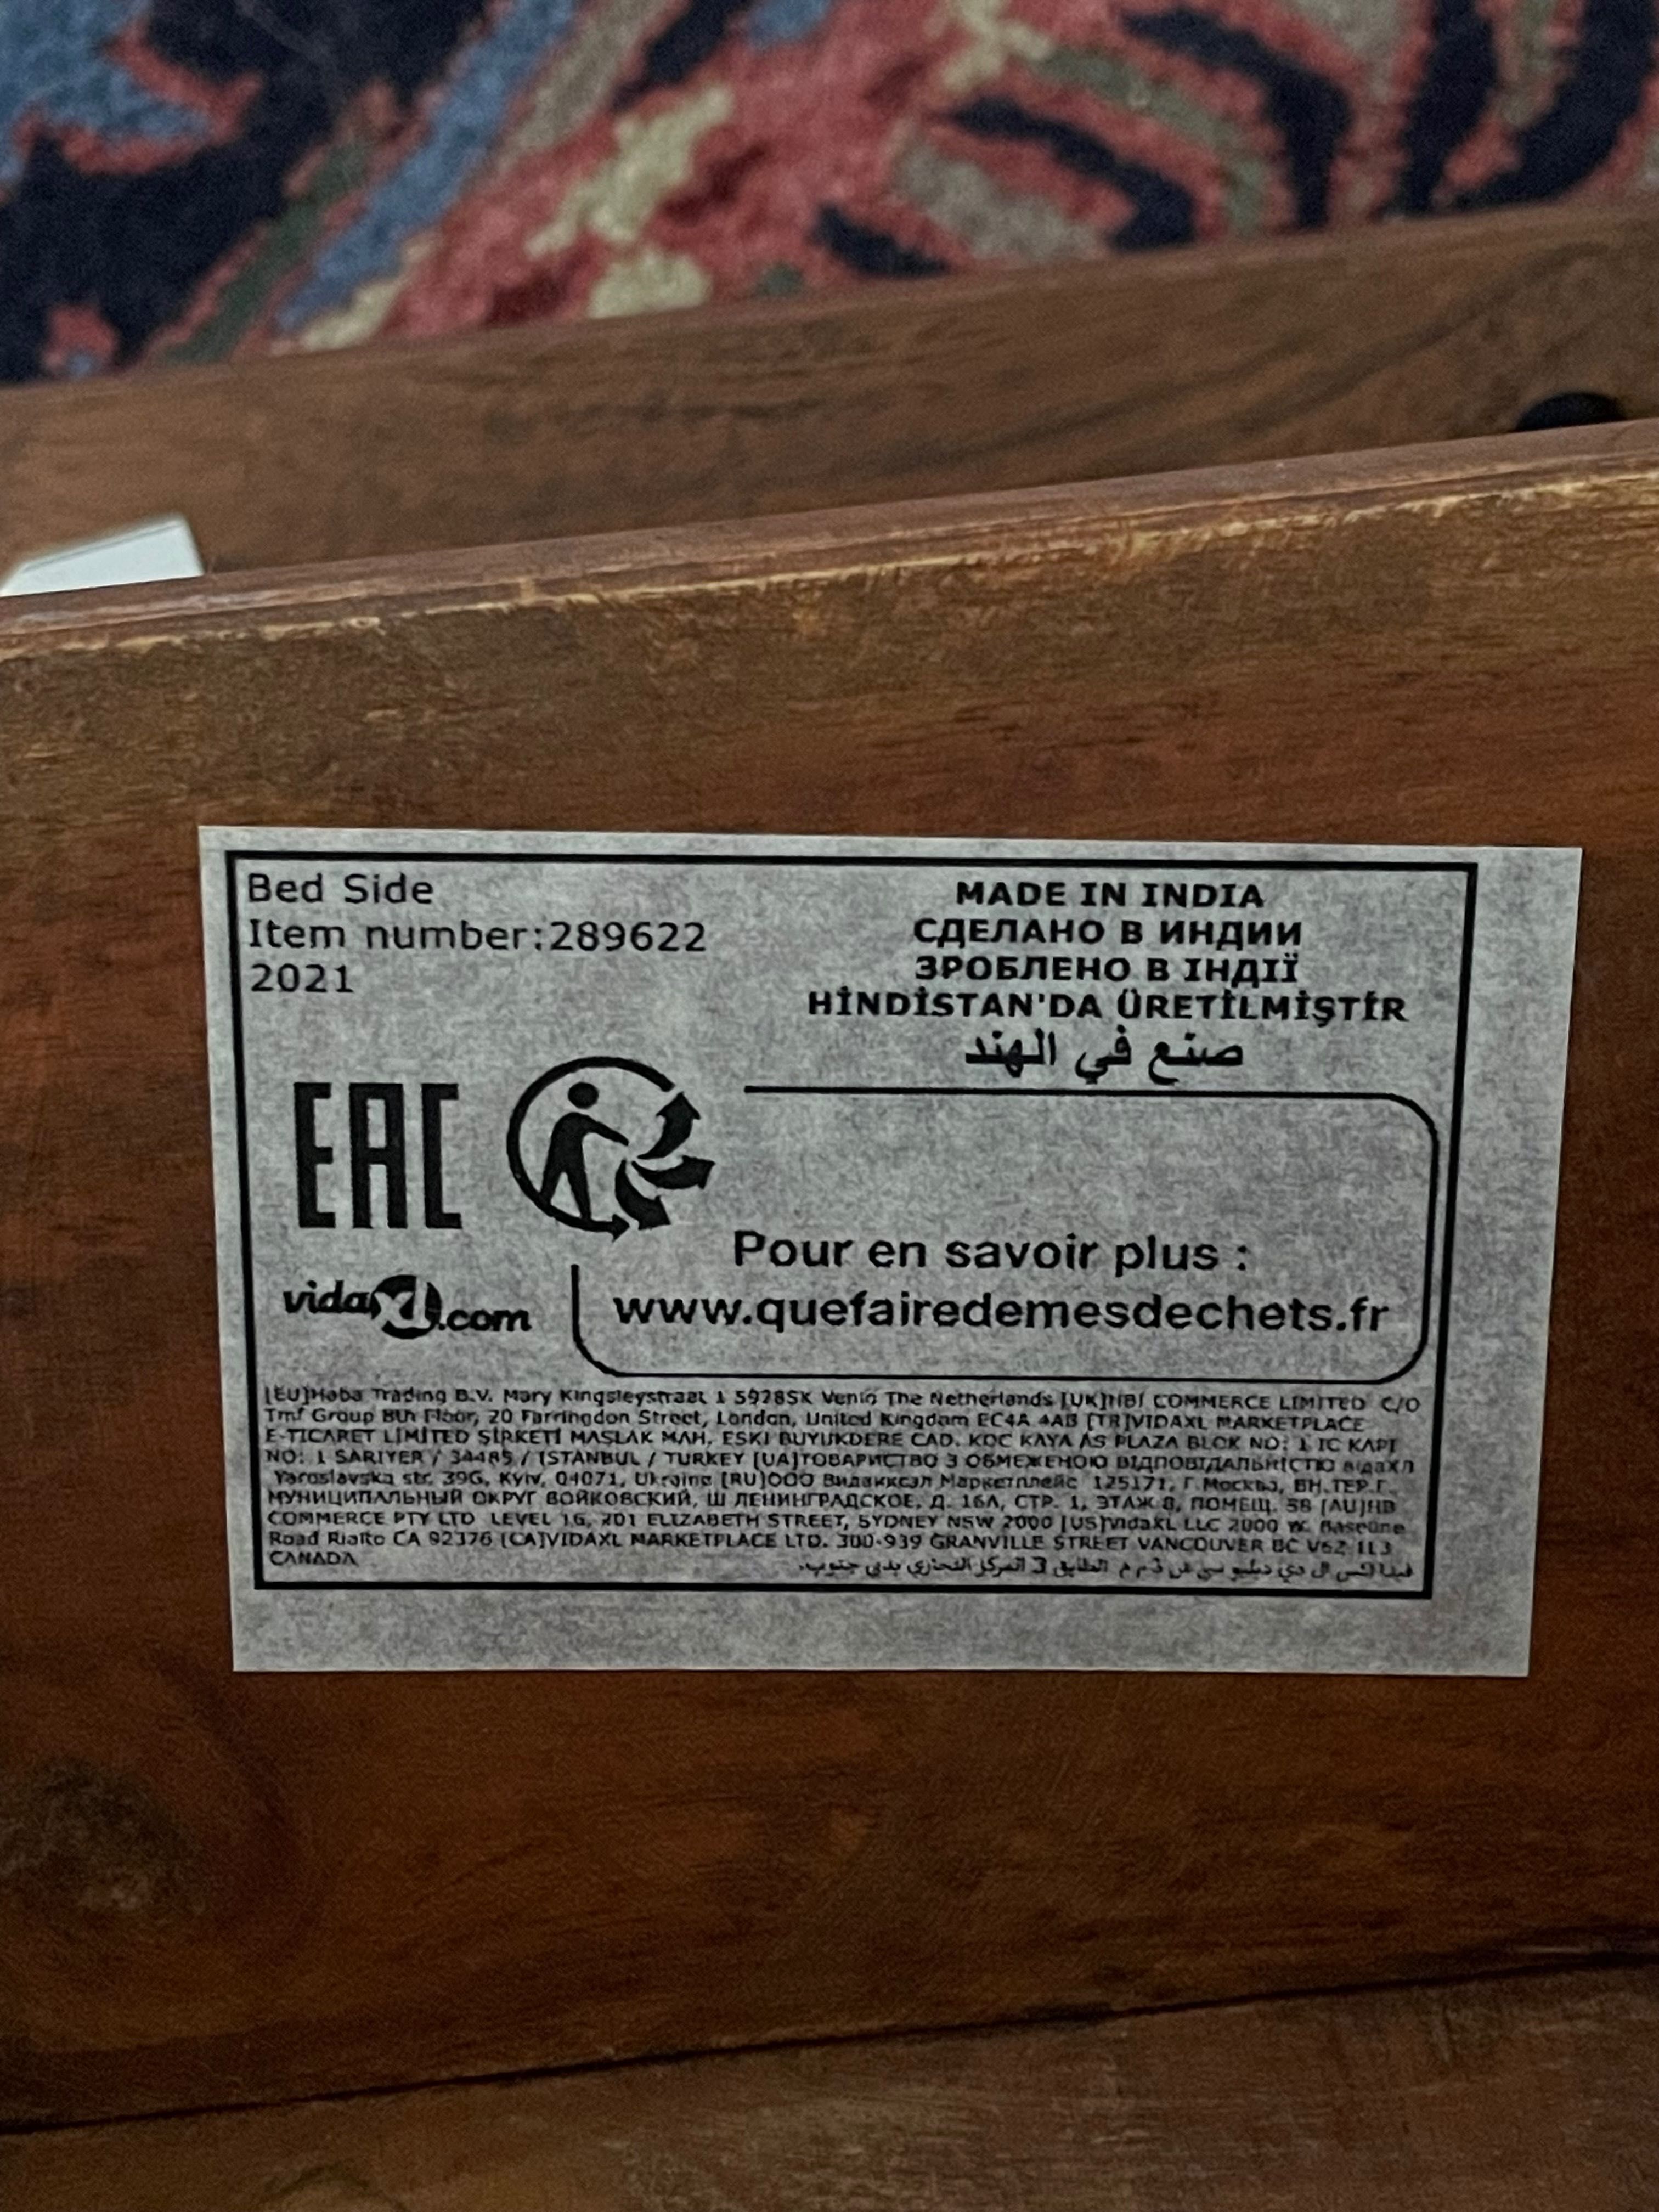 Bed Side
Item number:289622
2021
MADE IN INDIA
СДЕЛАНО В ИНДИИ
ЗРОБЛЕНО В ІНДІЇ
HİNDİSTAN'DA ÜRETİLMİŞTİR
صنع في الهند
EAC
vidaXL.com
Pour en savoir plus :
www.quefairedemesdechets.fr
[EU]Haba Trading B.V. Mary Kingsleystraat 1 5928SK Venlo The Netherlands [UK]HBI COMMERCE LIMITED C/O
Tmf Group 8th Floor, 20 Farringdon Street, London, United Kingdom EC4A 4AB [TR]VIDAXL MARKETPLACE
E-TICARET LİMİTED ŞİRKETİ MASLAK MAH. ESKI BUYUKDERE CAD. KOC KAYA AS PLAZA BLOK NO: 1 IC KAPI
NO: 1 SARIYER / 34485 / İSTANBUL / TURKEY [UA]ТОВАРИСТВО З ОБМЕЖЕНОЮ ВІДПОВІДАЛЬНІСТЮ
Yaroslavska str. 39G, Kyiv, 04071, Ukraine [RU]ООО Видаиксэл Маркетплейс 125171, Г.Москва, ВН.ТЕР.Г.
МУНИЦИПАЛЬНЫЙ ОКРУГ ВОЙКОВСКИЙ, Ш ЛЕНИНГРАДСКОЕ, Д. 16А, СТР. 1, ЭТАЖ 8, ПОМЕЩ. [AU]HB
COMMERCE PTY LTD LEVEL 16, 201 ELIZABETH STREET, SYDNEY NSW 2000 [US]VidaXL LLC 2000 W. Baseline
Road Rialto CA 92376 [CA]VIDAXL MARKETPLACE LTD. 300-939 GRANVILLE STREET VANCOUVER BC V6Z 1L3
CANADA